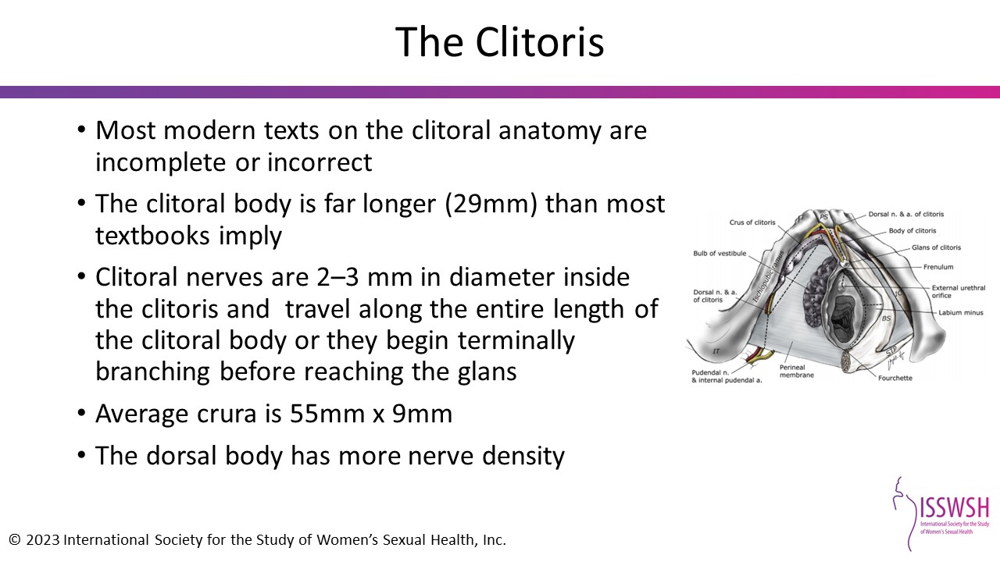 The Clitoris
• Most modern texts on the clitoral anatomy are
incomplete or incorrect
• The clitoral body is far longer (29mm) than most
textbooks imply
• Clitoral nerves are 2–3 mm in diameter inside
the clitoris and  travel along the entire length of
the clitoral body or they begin terminally
branching before reaching the glans
• Average crura is 55mm x 9mm
• The dorsal body has more nerve density
PS
Dorsal n. & a. of clitoris
Crus of clitoris
Body of clitoris
Glans of clitoris
Bulb of vestibule
Frenulum
Ischiopubic ramus
External urethral
orifice
Dorsal n. & a.
of clitoris
IC
Labium minus
BS
IT
STP
Pudendal n.
& internal pudendal a.
Perineal
membrane
Fourchette
ISSWSH
International Society for the Study
of Women's Sexual Health
© 2023 International Society for the Study of Women’s Sexual Health, Inc.